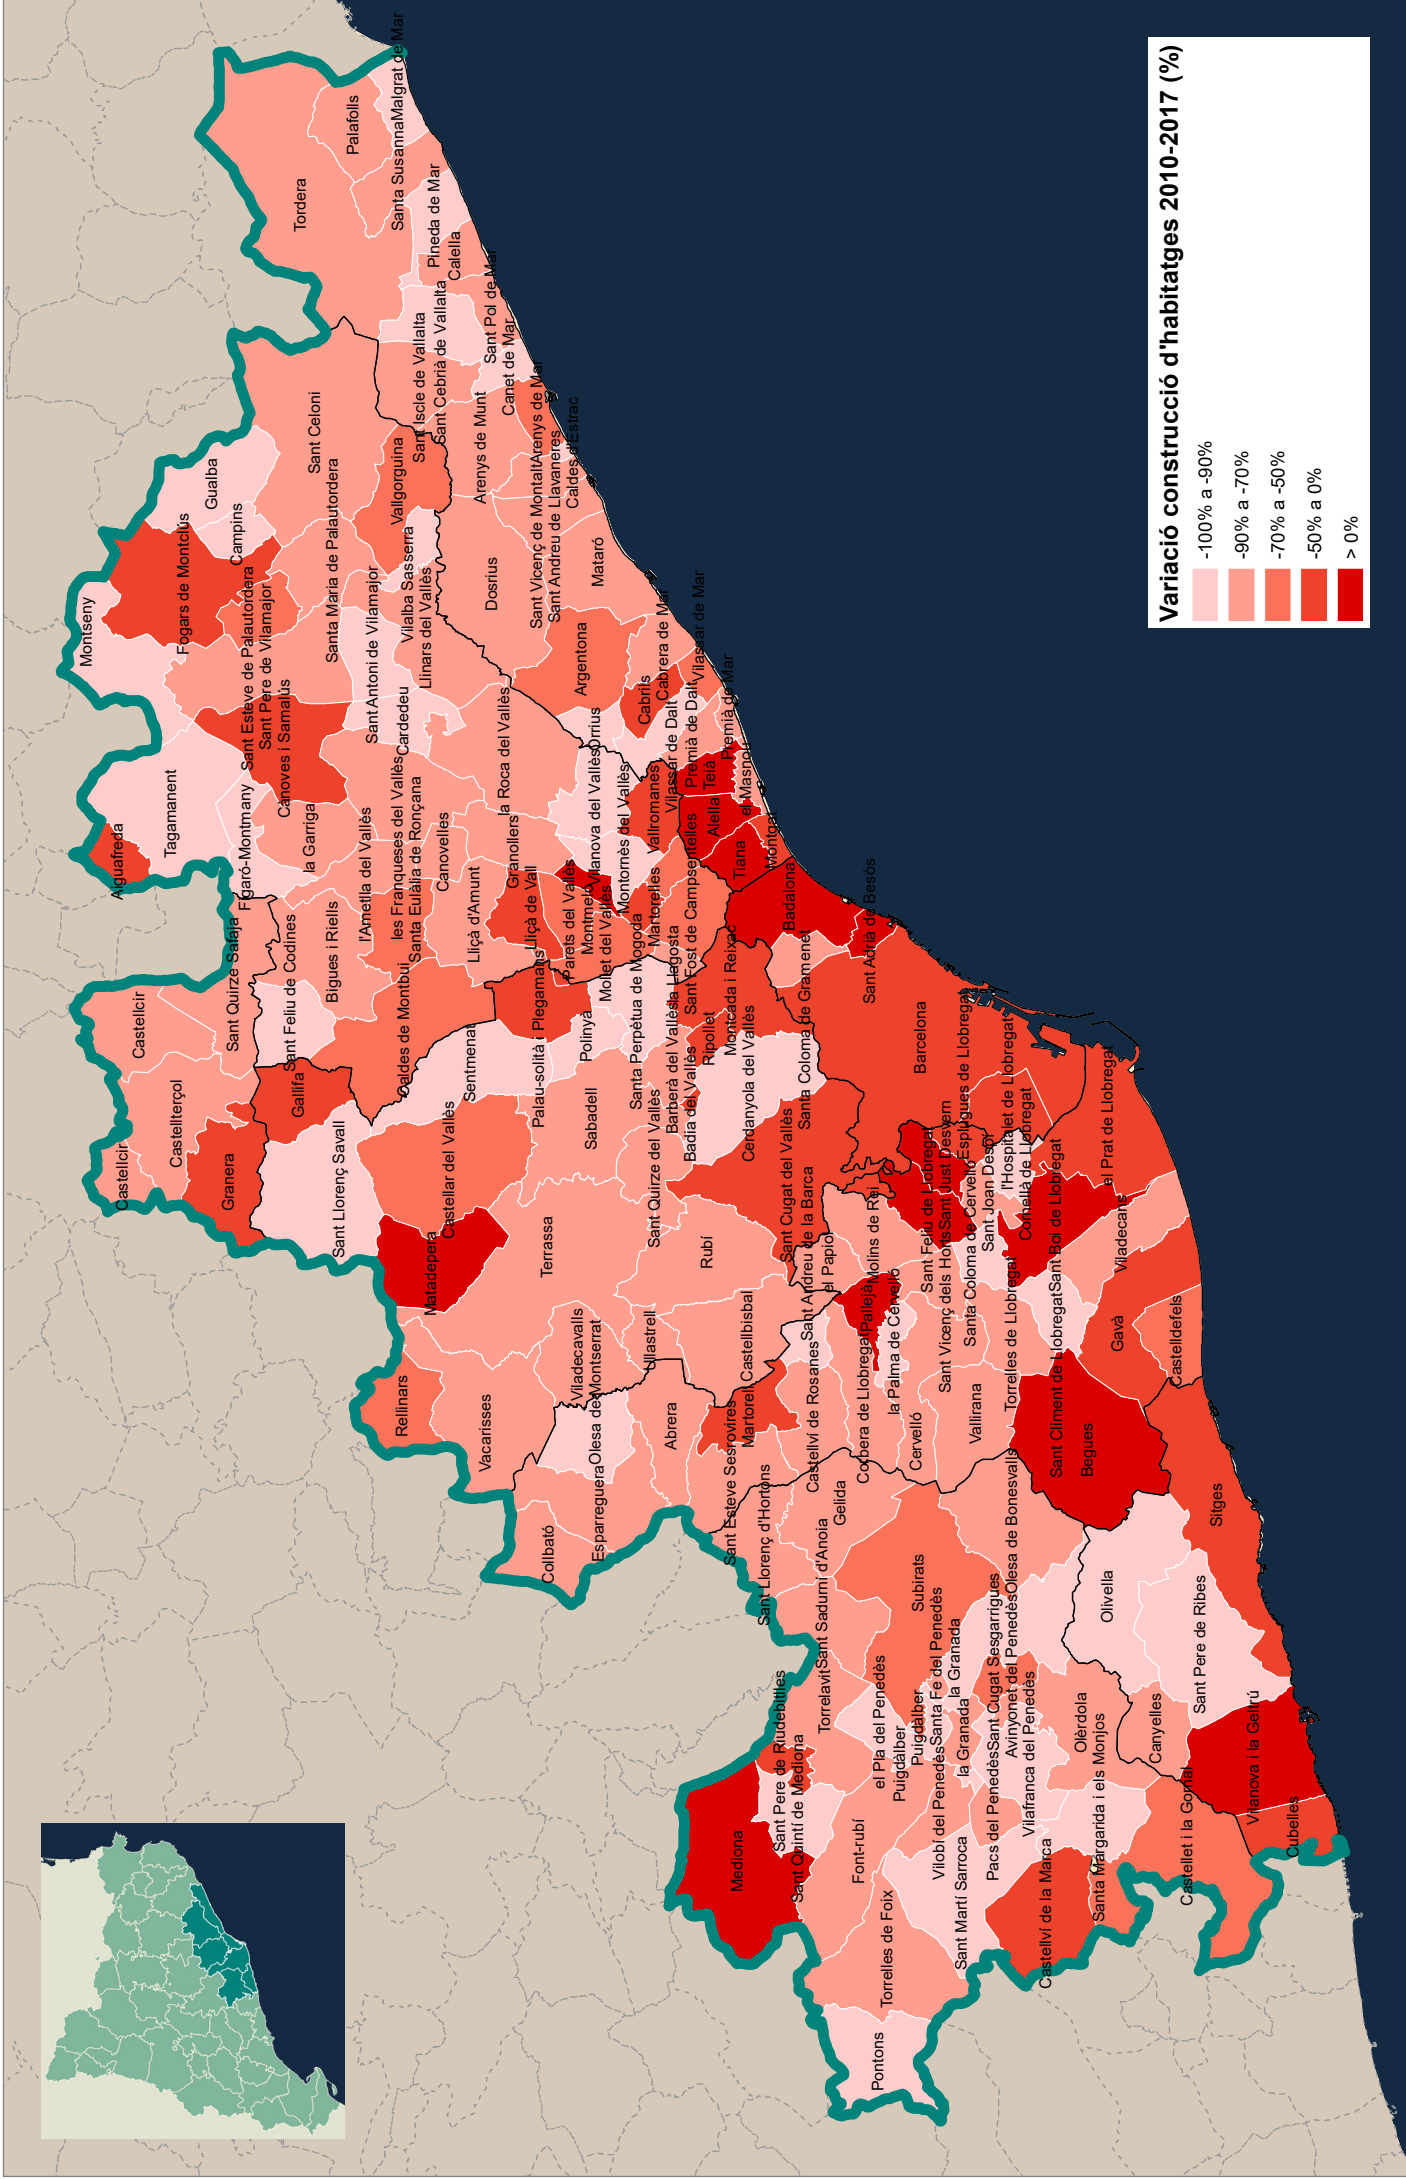 Montseny
Gualba
Fogars de Montclús
Campins
Tagamanent
Aiguafreda
Figaró-Montmany
Sant Esteve de Palautordera
Sant Pere de Vilamajor
Cànoves i Samalús
la Garriga
Sant Celoni
Santa Maria de Palautordera
Sant Antoni de Vilamajor
Cardedeu
Llinars del Vallès
Vilalba Sasserra
Vallgorguina
Tordera
Palafolls
Malgrat de Mar
Santa Susanna
Pineda de Mar
Calella
Sant Pol de Mar
Canet de Mar
Sant Iscle de Vallalta
Sant Cebrià de Vallalta
Arenys de Munt
Arenys de Mar
Sant Vicenç de Montalt
Sant Andreu de Llavaneres
Caldes d'Estrac
Dosrius
Mataró
Argentona
Cabrera de Mar
Cabrils
Vilassar de Mar
Vilassar de Dalt
Premià de Dalt
Premià de Mar
Teià
el Masnou
Alella
Tiana
Montgat
Òrrius
la Roca del Vallès
Vilanova del Vallès
Montornès del Vallès
Vallromanes
Martorelles
Santa Maria de Martorelles
Sant Fost de Campsentelles
la Llagosta
Mollet del Vallès
Montmeló
Parets del Vallès
Granollers
Lliçà de Vall
Lliçà d'Amunt
Canovelles
les Franqueses del Vallès
Santa Eulàlia de Ronçana
l'Ametlla del Vallès
Bigues i Riells
Sant Feliu de Codines
Sant Quirze Safaja
Castellcir
Castellterçol
Castellcir
Granera
Gallifa
Caldes de Montbui
Sentmenat
Palau-solità i Plegamans
Polinyà
Santa Perpètua de Mogoda
Sant Llorenç Savall
Castellar del Vallès
Matadepera
Sabadell
Barberà del Vallès
Badia del Vallès
Ripollet
Montcada i Reixac
Cerdanyola del Vallès
Sant Quirze del Vallès
Terrassa
Rubí
Sant Cugat del Vallès
Viladecavalls
Ullastrell
Castellbisbal
Rellinars
Vacarisses
Olesa de Montserrat
Esparreguera
Collbató
Abrera
Martorell
Sant Esteve Sesrovires
Castellví de Rosanes
Sant Andreu de la Barca
el Papiol
Molins de Rei
Pallejà
Corbera de Llobregat
la Palma de Cervelló
Cervelló
Vallirana
Sant Vicenç dels Horts
Sant Feliu de Llobregat
Sant Just Desvern
Esplugues de Llobregat
Santa Coloma de Cervelló
Sant Joan Despí
Cornellà de Llobregat
l'Hospitalet de Llobregat
Sant Boi de Llobregat
Torrelles de Llobregat
Sant Climent de Llobregat
Viladecans
el Prat de Llobregat
Gavà
Castelldefels
Begues
Barcelona
Santa Coloma de Gramenet
Badalona
Sant Adrià de Besòs
Sant Llorenç d'Hortons
Gelida
Sant Sadurní d'Anoia
Subirats
Torrelavit
Sant Pere de Riudebitlles
Sant Quintí de Mediona
Mediona
el Pla del Penedès
Puigdàlber
Puigdàlber
Santa Fe del Penedès
la Granada
la Granada
Font-rubí
Vilobí del Penedès
Torrelles de Foix
Pontons
Sant Martí Sarroca
Pacs del Penedès
Vilafranca del Penedès
Sant Cugat Sesgarrigues
Avinyonet del Penedès
Olesa de Bonesvalls
Olèrdola
Santa Margarida i els Monjos
Castellví de la Marca
Castellet i la Gornal
Canyelles
Olivella
Sant Pere de Ribes
Sitges
Vilanova i la Geltrú
Cubelles
Variació construcció d'habitatges 2010-2017 (%)
-100% a -90%
-90% a -70%
-70% a -50%
-50% a 0%
> 0%